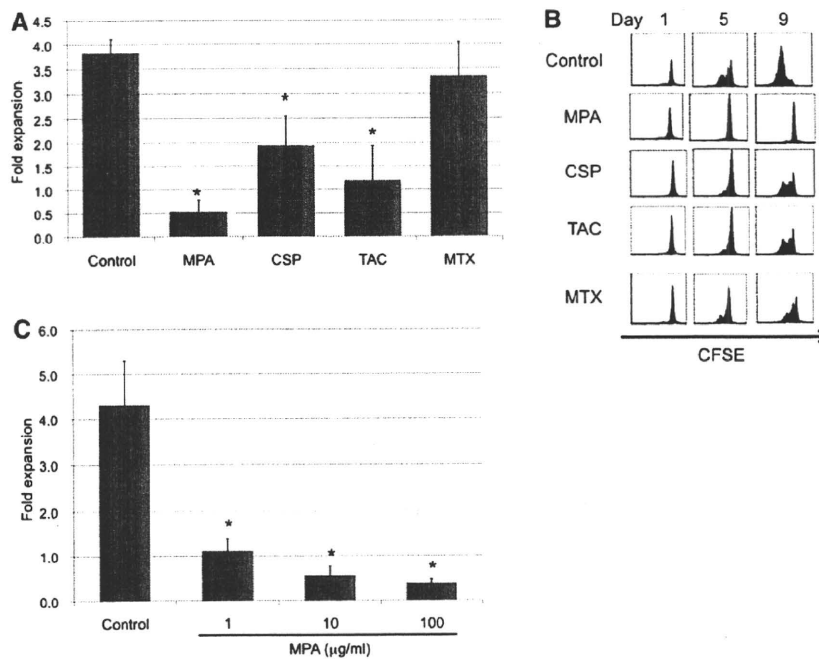 A
Fold expansion
4.5
4.0
3.5
3.0
2.5
2.0
1.5
1.0
0.5
0.0
*
*
*
Control MPA CSP TAC MTX
B
Day 1 5 9
Control
MPA
CSP
TAC
MTX
CFSE
C
Fold expansion
6.0
5.0
4.0
3.0
2.0
1.0
0.0
*
*
*
Control 1 10 100
MPA (µg/ml)